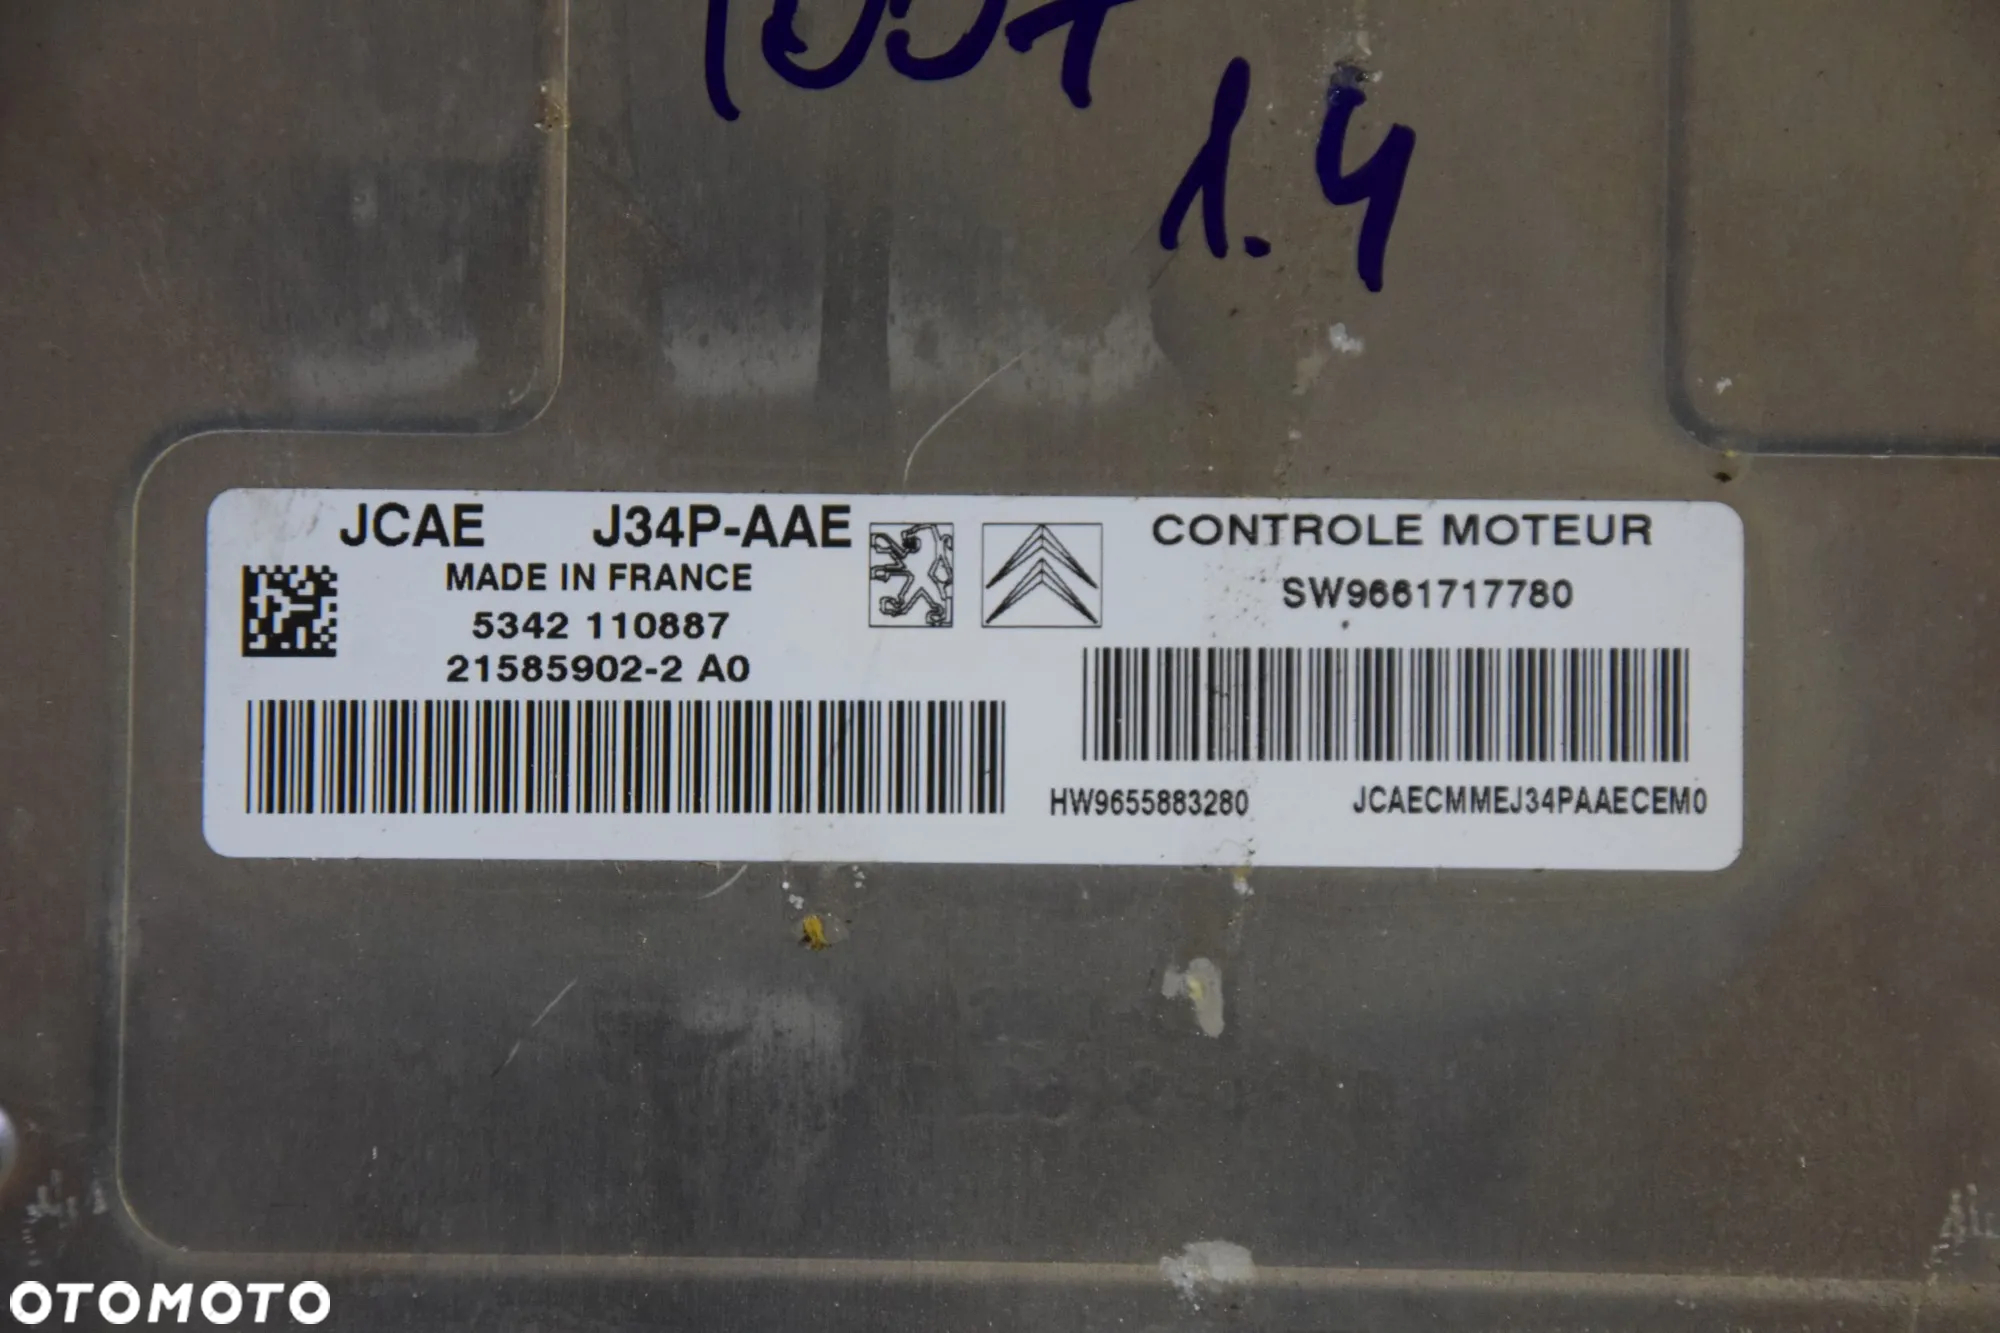 1007
1.4
JCAE J34P-AAE
CONTROLE MOTEUR
MADE IN FRANCE
SW9661717780
5342 110887
21585902-2 A0
HW9655883280 JCAECMMEJ34PAAECEM0
OTOMOTO